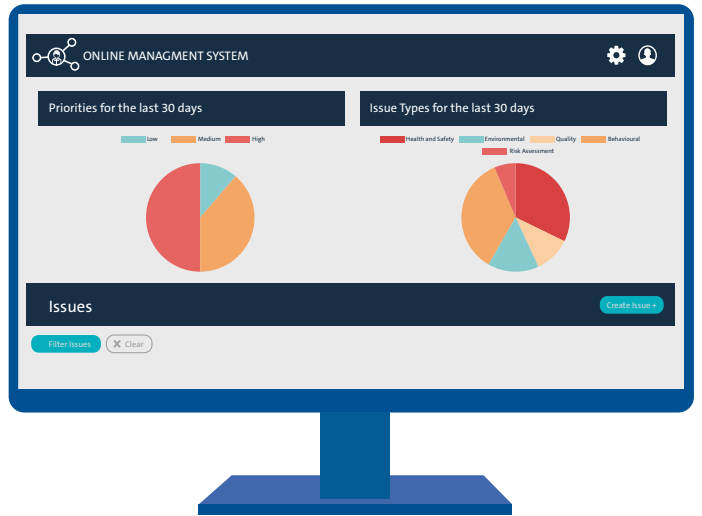 ONLINE MANAGMENT SYSTEM
Priorities for the last 30 days
Issue Types for the last 30 days
Low Medium High
Health and Safety Environmental Quality Behavioural
Risk Assessment
Issues
Create Issue +
Filter Issues
Clear